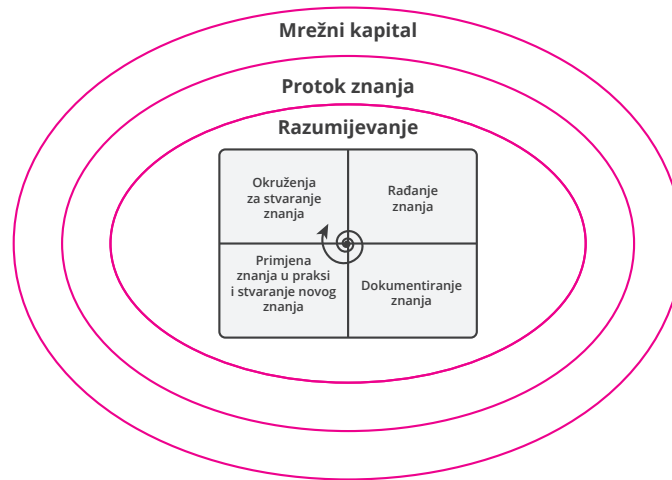 Mrežni kapital
Protok znanja
Razumijevanje
Okruženja
za stvaranje
znanja
Rađanje
znanja
Primjena
znanja u praksi
i stvaranje novog
znanja
Dokumentiranje
znanja